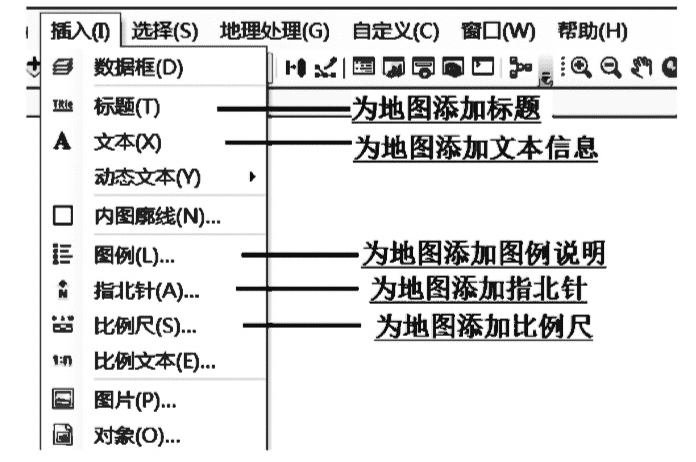 插入(I) 选择(S) 地理处理(G) 自定义(C) 窗口(W) 帮助(H)
数据框(D)
Title 标题(T) 为地图添加标题
A 文本(X) 为地图添加文本信息
动态文本(Y)
内图廓线(N)...
图例(L)... 为地图添加图例说明
N 指北针(A)... 为地图添加指北针
比例尺(S)... 为地图添加比例尺
1:n 比例文本(E)...
图片(P)...
对象(O)...